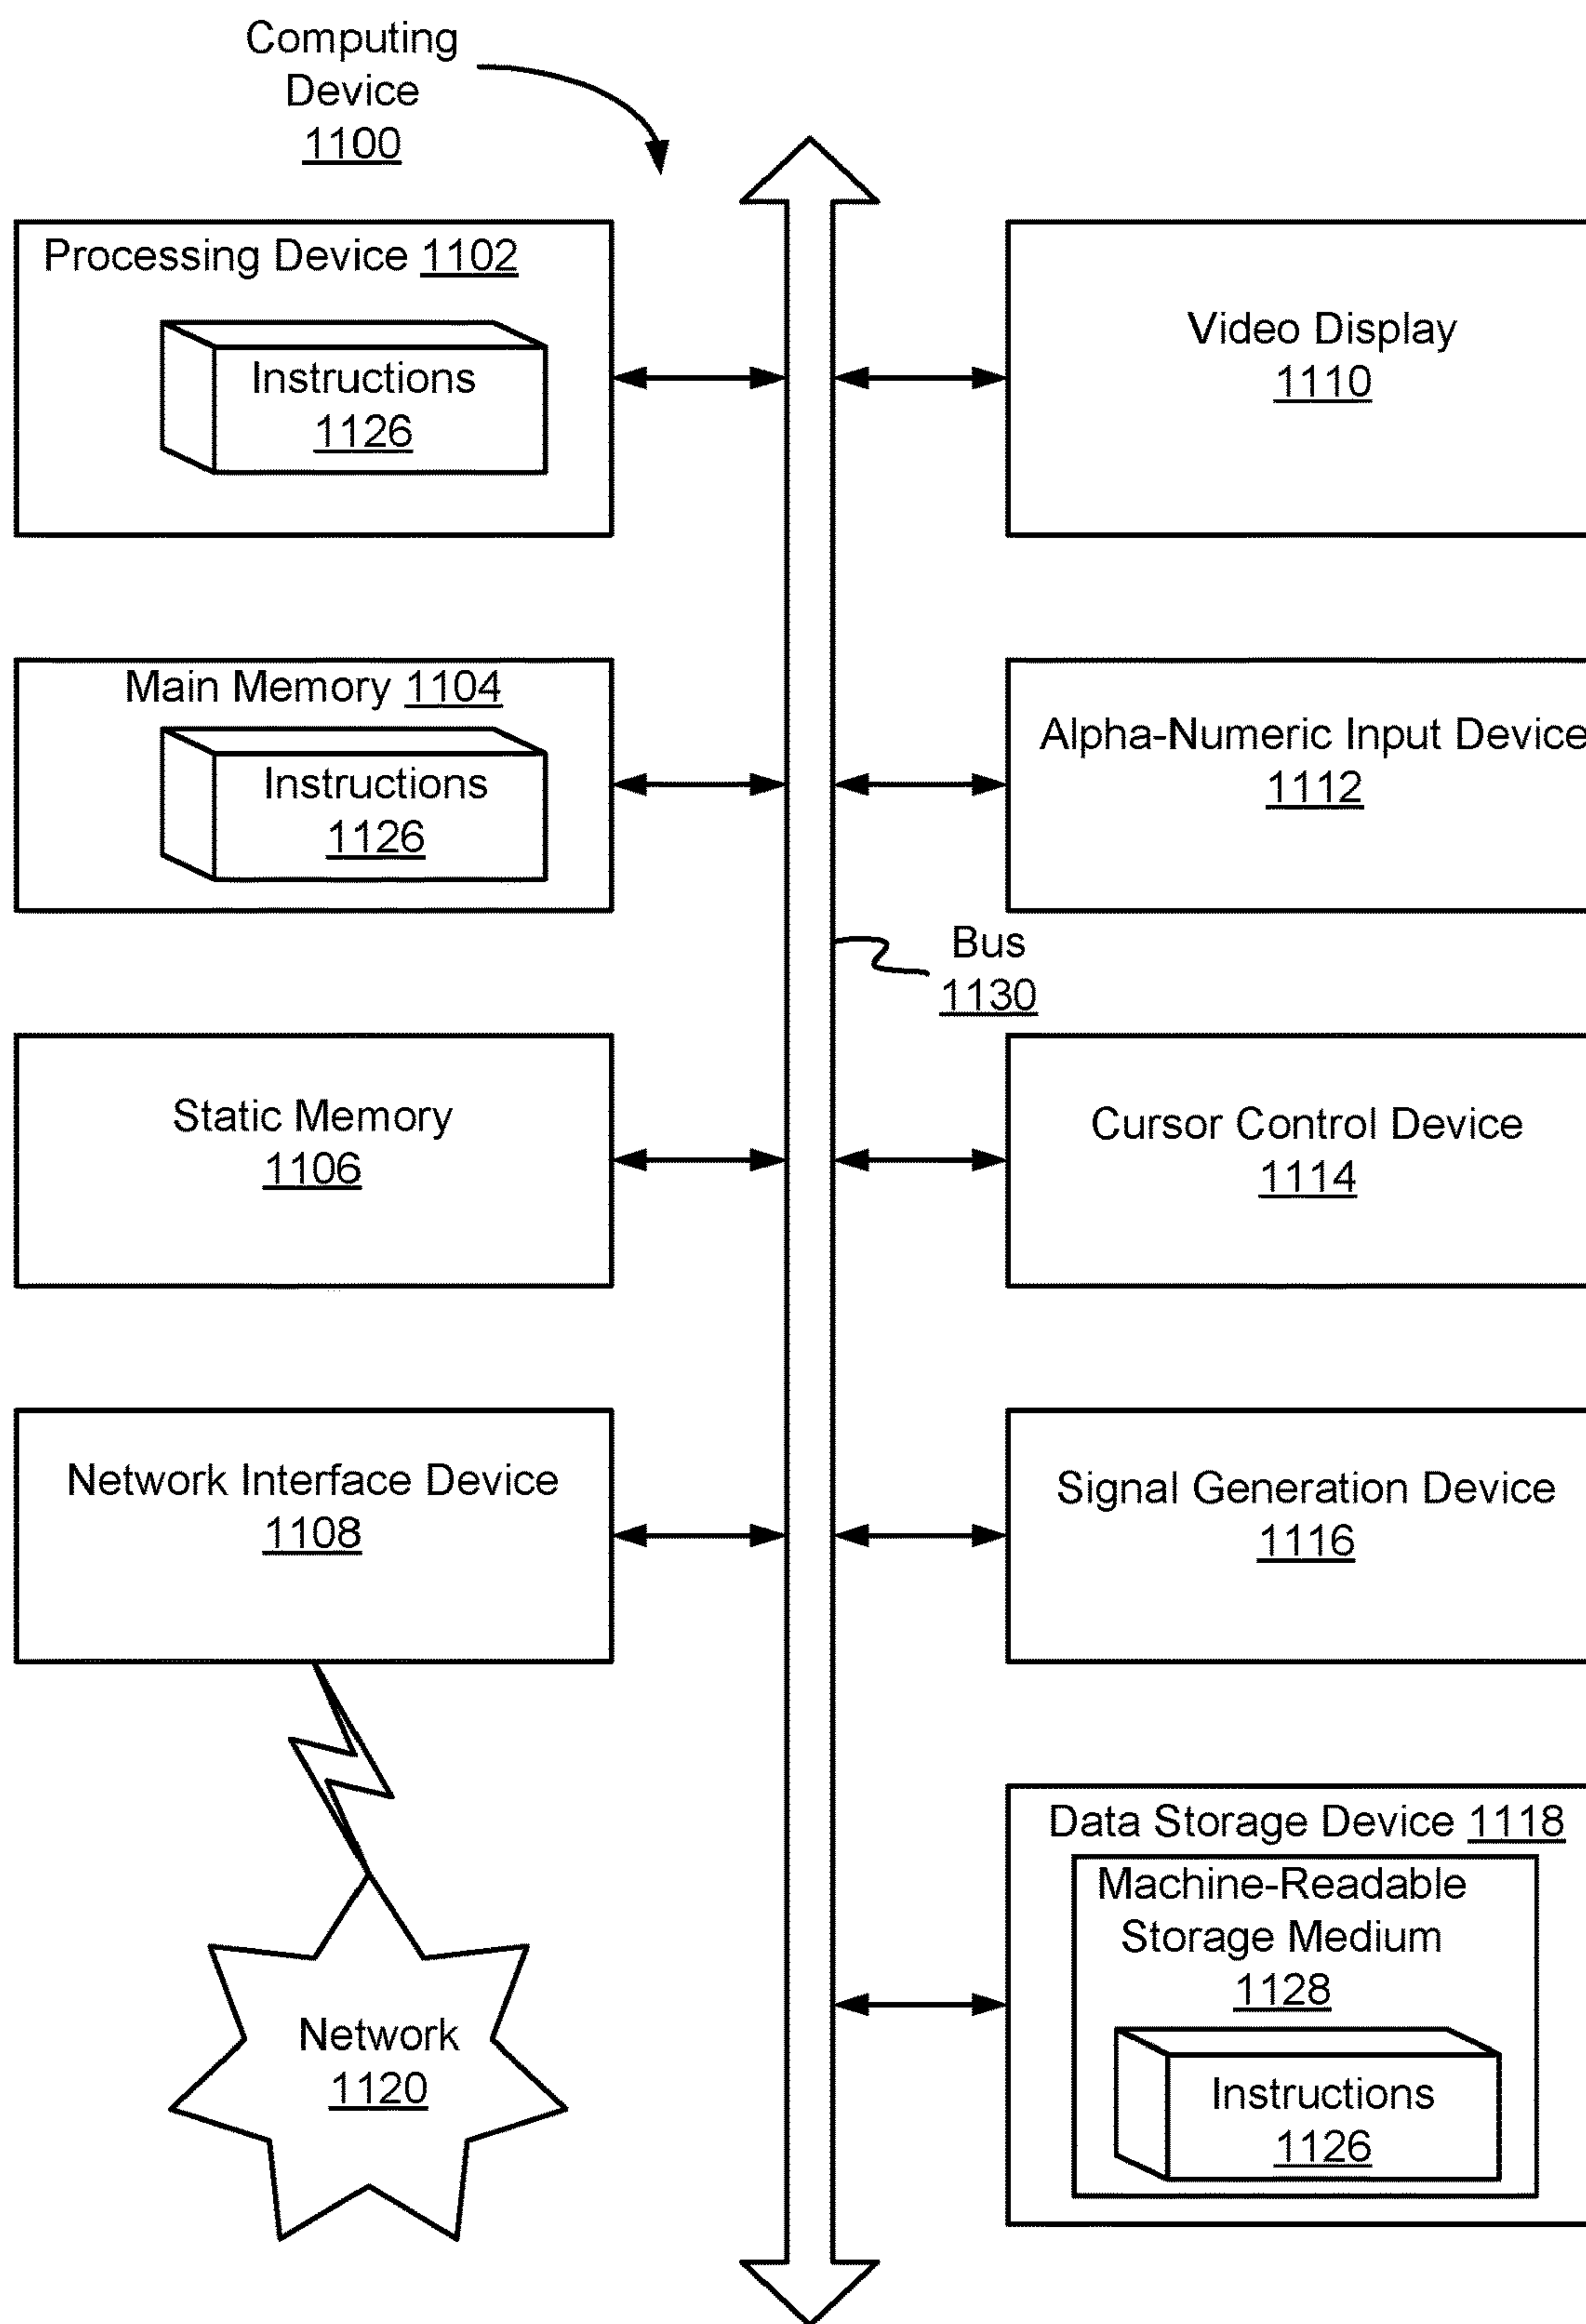 Computing
Device
1100
Processing Device 1102
Instructions
1126
Video Display
1110
Main Memory 1104
Instructions
1126
Alpha-Numeric Input Device
1112
Bus
1130
Static Memory
1106
Cursor Control Device
1114
Network Interface Device
1108
Signal Generation Device
1116
Data Storage Device 1118
Machine-Readable
Storage Medium
1128
Instructions
1126
Network
1120